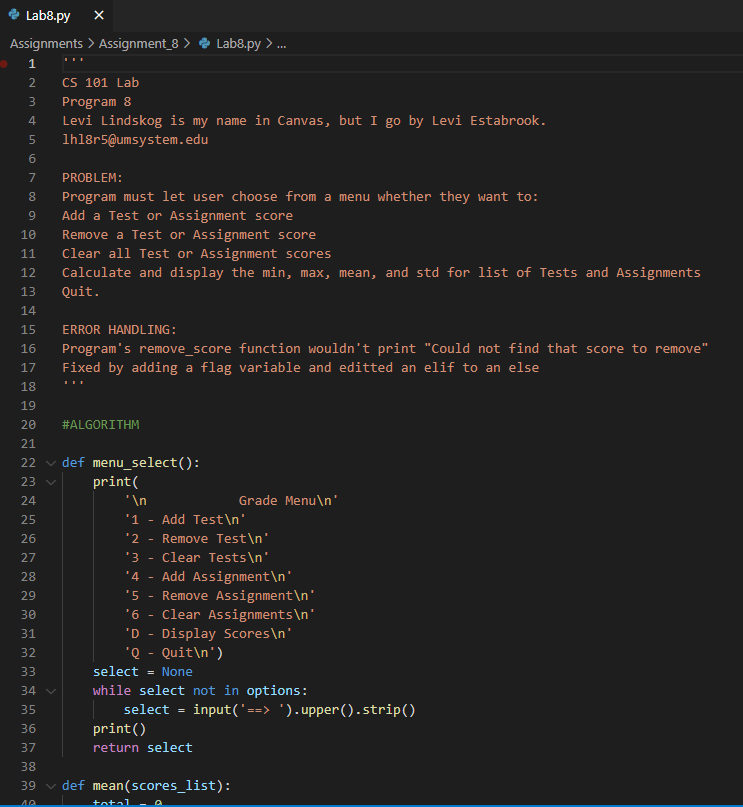 Lab8.py ×
Assignments > Assignment_8 > Lab8.py > ...
1 '''
2 CS 101 Lab
3 Program 8
4 Levi Lindskog is my name in Canvas, but I go by Levi Estabrook.
5 lhl8r5@umsystem.edu
6
7 PROBLEM:
8 Program must let user choose from a menu whether they want to:
9 Add a Test or Assignment score
10 Remove a Test or Assignment score
11 Clear all Test or Assignment scores
12 Calculate and display the min, max, mean, and std for list of Tests and Assignments
13 Quit.
14
15 ERROR HANDLING:
16 Program's remove_score function wouldn't print "Could not find that score to remove"
17 Fixed by adding a flag variable and editted an elif to an else
18 '''
19
20 #ALGORITHM
21
22 def menu_select():
23     print(
24         '\n            Grade Menu\n'
25         '1 - Add Test\n'
26         '2 - Remove Test\n'
27         '3 - Clear Tests\n'
28         '4 - Add Assignment\n'
29         '5 - Remove Assignment\n'
30         '6 - Clear Assignments\n'
31         'D - Display Scores\n'
32         'Q - Quit\n')
33     select = None
34     while select not in options:
35         select = input('==> ').upper().strip()
36     print()
37     return select
38
39 def mean(scores_list):
40     total = 0